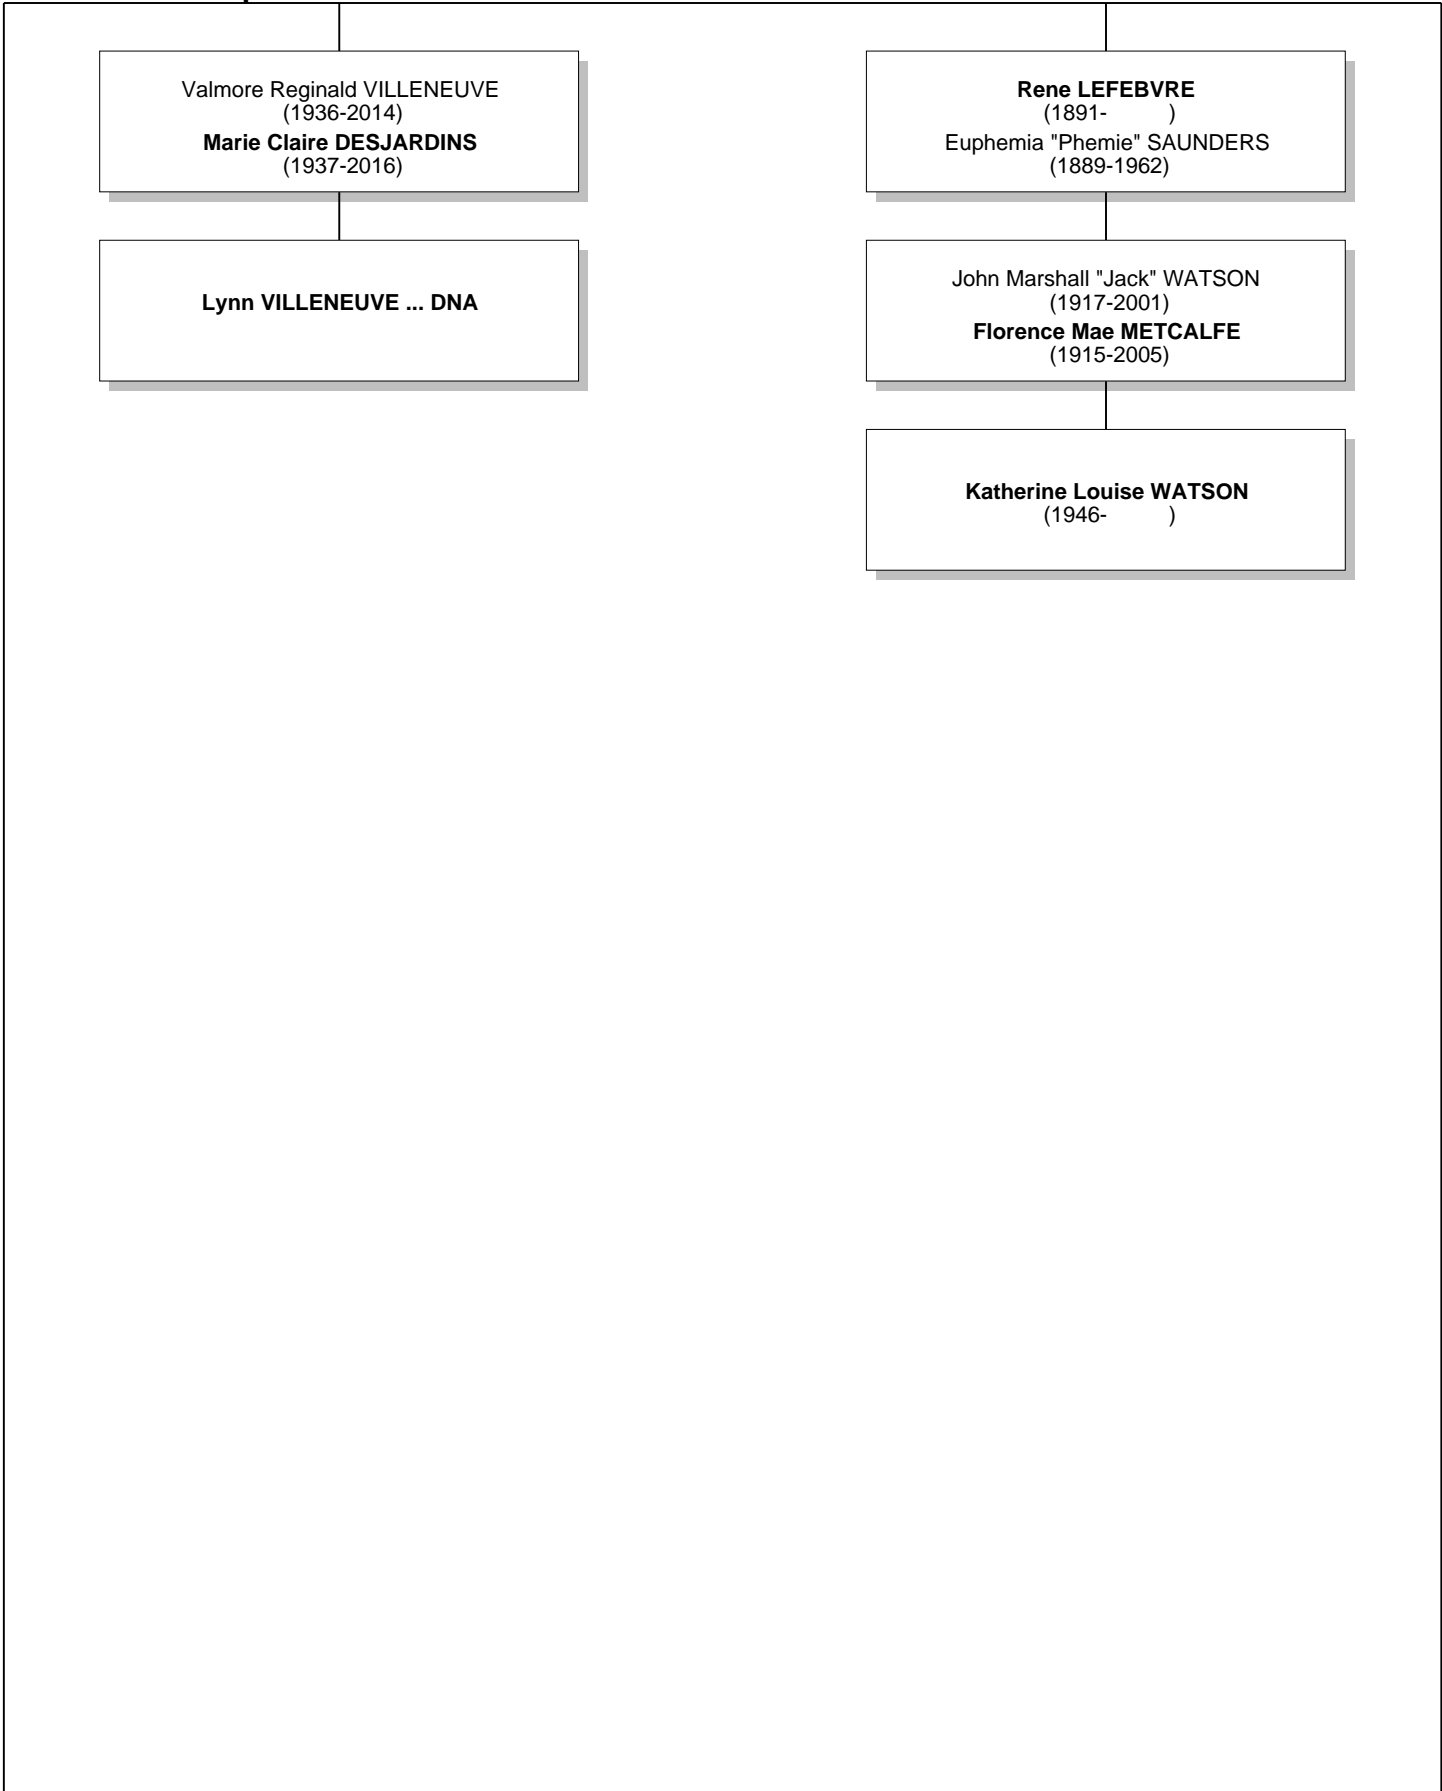 Valmore Reginald VILLENEUVE
(1936-2014)
Marie Claire DESJARDINS
(1937-2016)
Lynn VILLENEUVE ... DNA
Rene LEFEBVRE
(1891- )
Euphemia "Phemie" SAUNDERS
(1889-1962)
John Marshall "Jack" WATSON
(1917-2001)
Florence Mae METCALFE
(1915-2005)
Katherine Louise WATSON
(1946- )